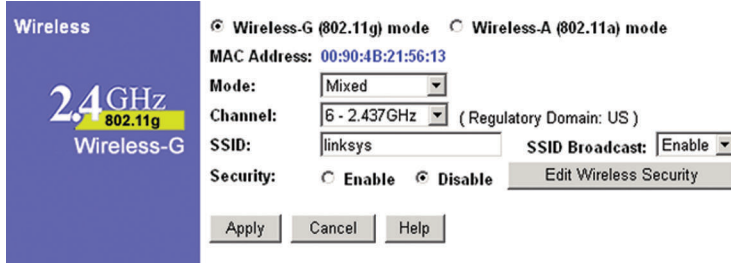 Wireless
Wireless-G (802.11g) mode Wireless-A (802.11a) mode
MAC Address: 00:90:4B:21:56:13
Mode: Mixed
2.4GHz
802.11g
Wireless-G
Channel: 6 - 2.437GHz ( Regulatory Domain: US )
SSID: linksys SSID Broadcast: Enable
Security: Enable Disable Edit Wireless Security
Apply Cancel Help